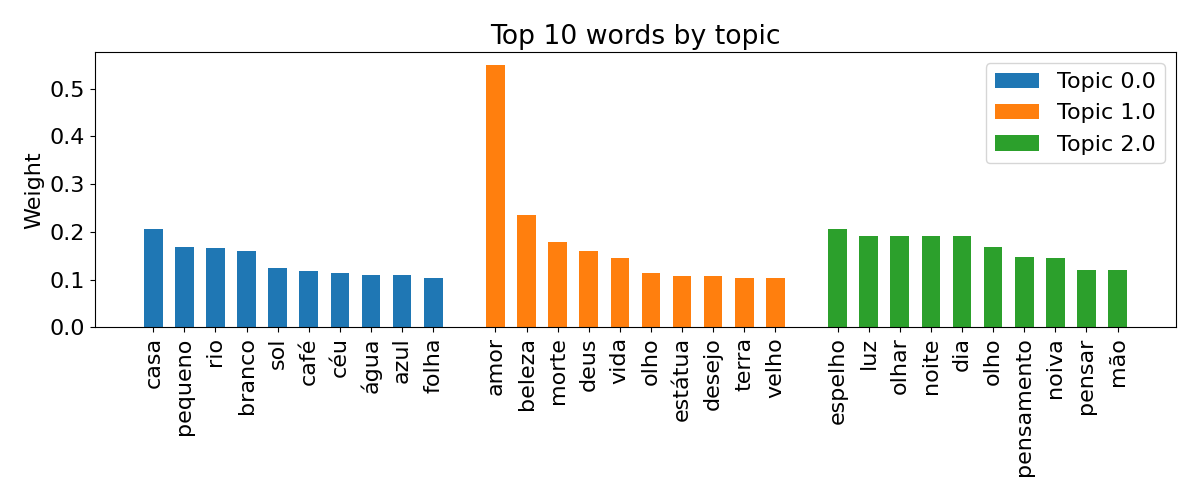 Top 10 words by topic
Weight
0.5
0.4
0.3
0.2
0.1
0.0
Topic 0.0
Topic 1.0
Topic 2.0
casa
pequeno
rio
branco
sol
café
céu
água
azul
folha
amor
beleza
morte
deus
vida
olho
estátua
desejo
terra
velho
espelho
luz
olhar
noite
dia
olho
pensamento
noiva
pensar
mão